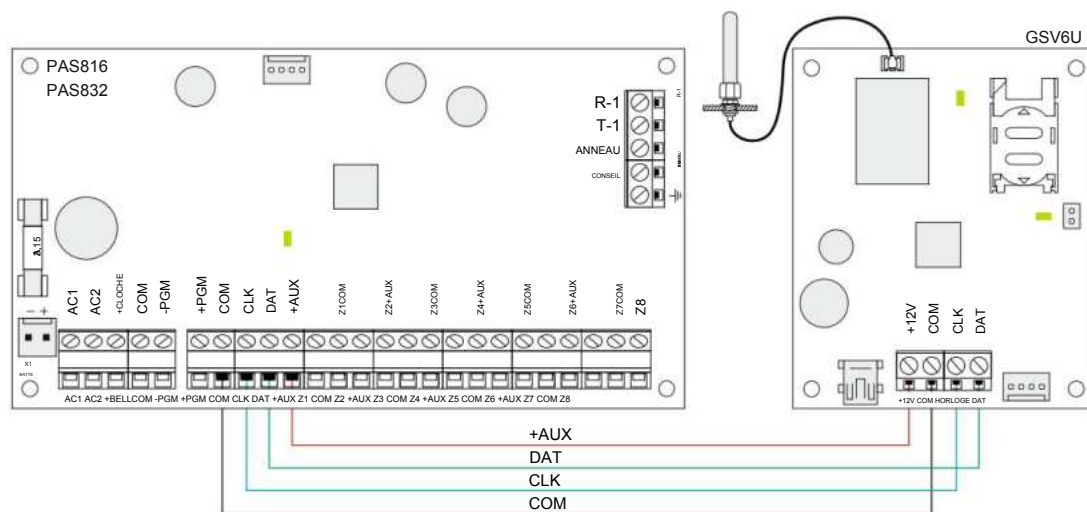 PAS816
PAS832
GSV6U
R-1
T-1
ANNEAU
CONSEIL
R-1
AC1
AC2
+CLOCHE
COM
-PGM
+PGM
COM
CLK
DAT
+AUX
Z1COM
Z2+AUX
Z3COM
Z4+AUX
Z5COM
Z6+AUX
Z7COM
Z8
- +
X1
AC1 AC2 +BELLCOM -PGM +PGM COM CLK DAT +AUX Z1 COM Z2 +AUX Z3 COM Z4 +AUX Z5 COM Z6 +AUX Z7 COM Z8
+12V
COM
CLK
DAT
+12V COM HORLOGE DAT
+AUX
DAT
CLK
COM